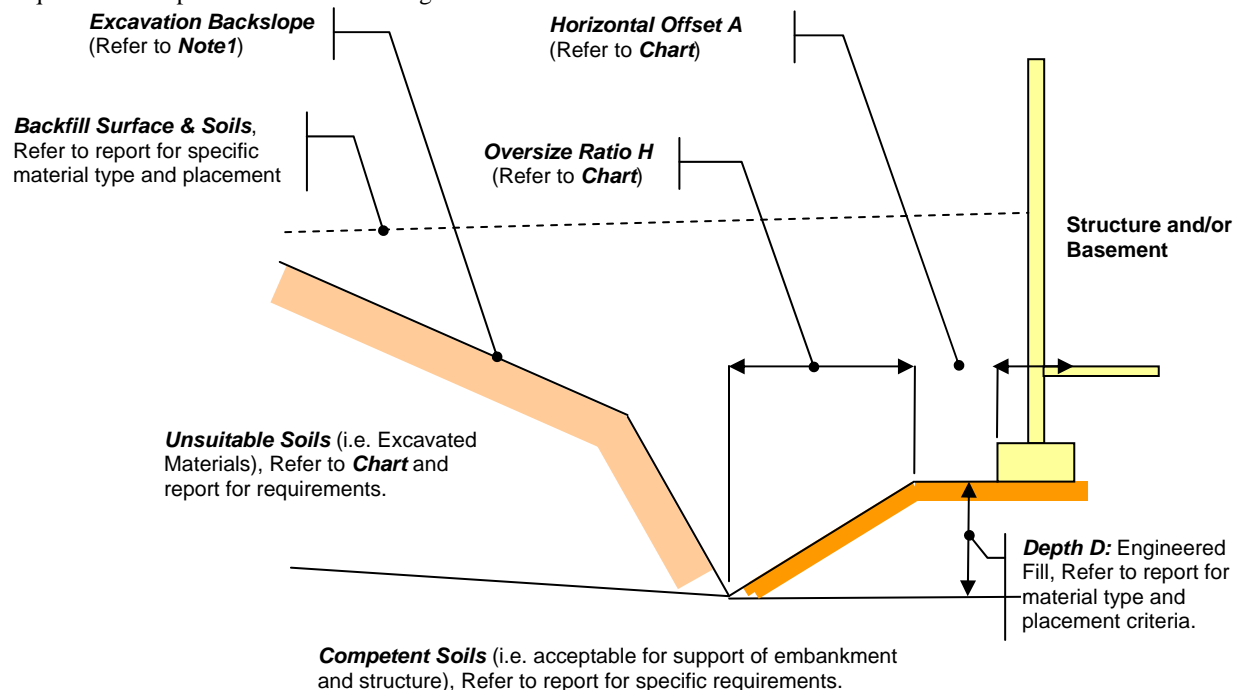 Excavation Backslope
(Refer to Note1)
Horizontal Offset A
(Refer to Chart)
Backfill Surface & Soils,
Refer to report for specific
material type and placement
Oversize Ratio H
(Refer to Chart)
Structure and/or
Basement
Unsuitable Soils (i.e. Excavated
Materials), Refer to Chart and
report for requirements.
Depth D: Engineered
Fill, Refer to report for
material type and
placement criteria.
Competent Soils (i.e. acceptable for support of embankment
and structure), Refer to report for specific requirements.